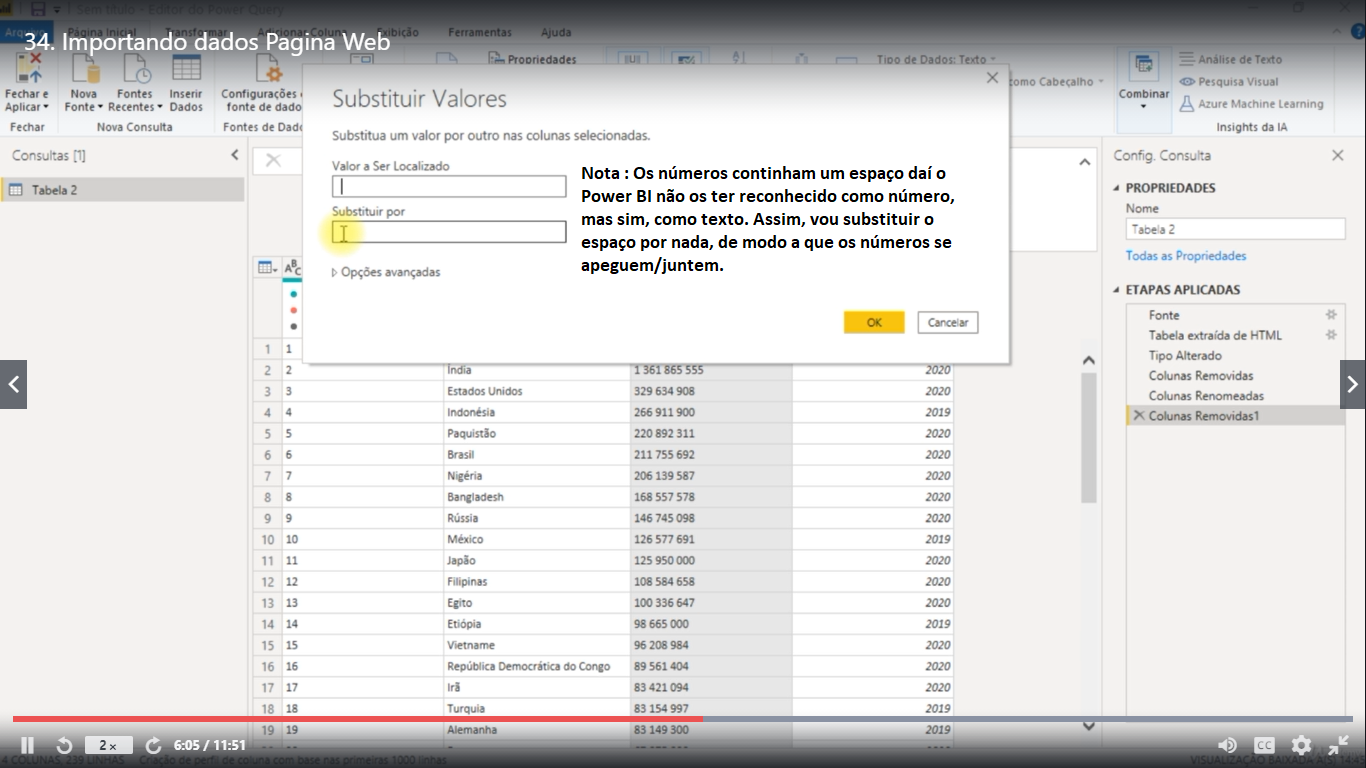 Sem título - Editor do Power Query
34. Importando dados Pagina Web
Arquivo Página Inicial Transformar Adicionar Coluna Exibição Ferramentas Ajuda
Fechar e Aplicar
Nova Fonte
Fontes Recentes
Inserir Dados
Configurações
fonte de dado
Propriedades
Tipo de Dados: Texto
como Cabeçalho
Combinar
Análise de Texto
Pesquisa Visual
Azure Machine Learning
Fechar
Nova Consulta
Fontes de Dado
Insights da IA
Consultas [1]
Tabela 2
Substituir Valores
Substitua um valor por outro nas colunas selecionadas.
Valor a Ser Localizado
Substituir por
Opções avançadas
Nota : Os números continham um espaço daí o
Power BI não os ter reconhecido como número,
mas sim, como texto. Assim, vou substituir o
espaço por nada, de modo a que os números se
apeguem/juntem.
OK Cancelar
Config. Consulta
PROPRIEDADES
Nome
Tabela 2
Todas as Propriedades
ETAPAS APLICADAS
Fonte
Tabela extraída de HTML
Tipo Alterado
Colunas Removidas
Colunas Renomeadas
Colunas Removidas1
ABC
1 1
2 2 Índia 1 361 865 555 2020
3 3 Estados Unidos 329 634 908 2020
4 4 Indonésia 266 911 900 2019
5 5 Paquistão 220 892 311 2020
6 6 Brasil 211 755 692 2020
7 7 Nigéria 206 139 587 2020
8 8 Bangladesh 168 557 578 2020
9 9 Rússia 146 745 098 2020
10 10 México 126 577 691 2019
11 11 Japão 125 950 000 2020
12 12 Filipinas 108 584 658 2020
13 13 Egito 100 336 647 2020
14 14 Etiópia 98 665 000 2019
15 15 Vietname 96 208 984 2020
16 16 República Democrática do Congo 89 561 404 2020
17 17 Irã 83 421 094 2020
18 18 Turquia 83 154 997 2019
19 19 Alemanha 83 149 300 2019
2× 6:05 / 11:51 CC
4 COLUNAS, 239 LINHAS Criação de perfil de coluna com base nas primeiras 1000 linhas
VISUALIZAÇÃO BAIXADA